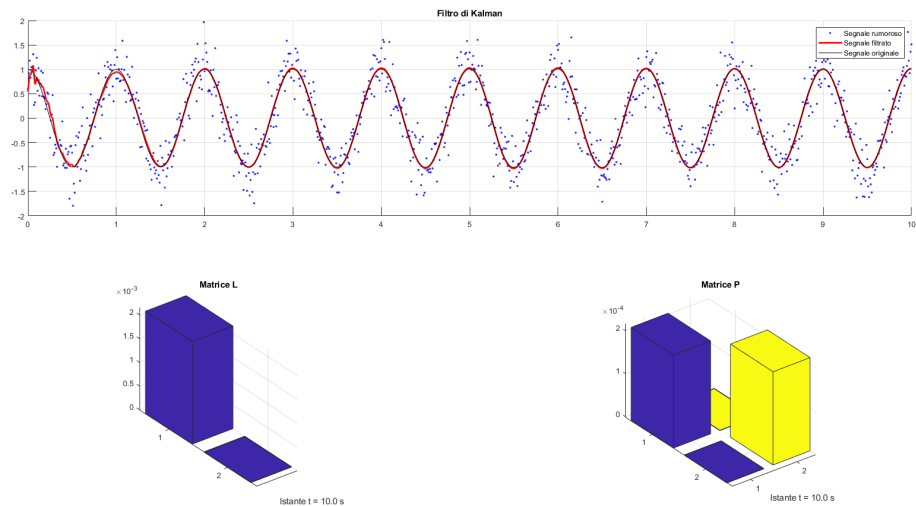 Filtro di Kalman
2
1.5
1
0.5
0
-0.5
-1
-1.5
-2
0 1 2 3 4 5 6 7 8 9 10
Segnale rumoroso
Segnale filtrato
Segnale originale
Matrice L
×10⁻³
2
1.5
1
0.5
0
1
2
Istante t = 10.0 s
Matrice P
×10⁻⁴
2
1
0
1
2
1
2
Istante t = 10.0 s